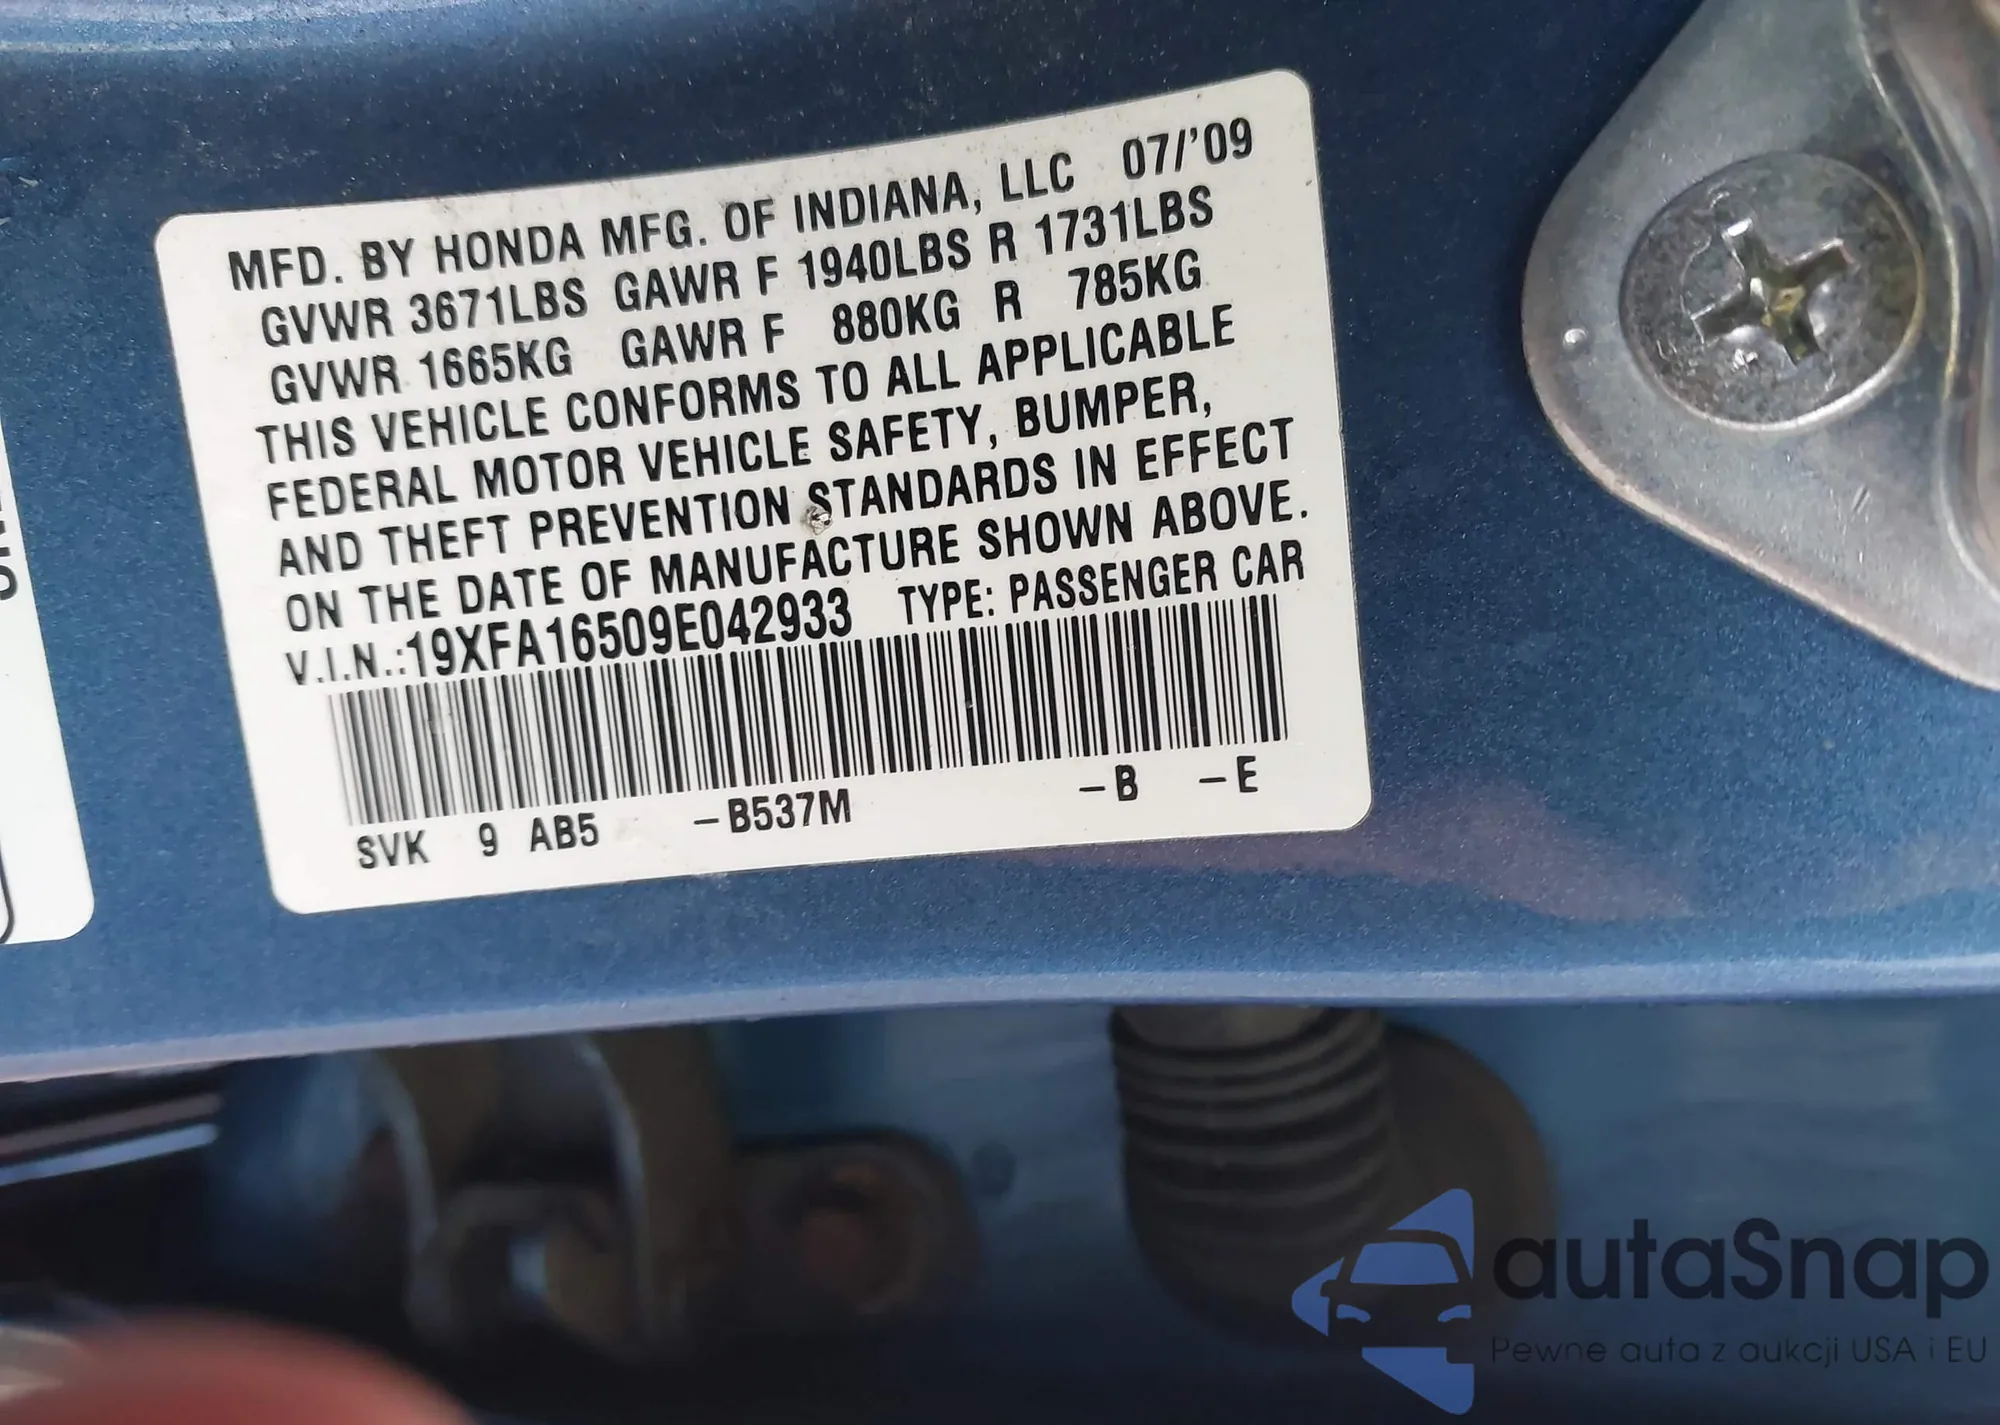 MFD. BY HONDA MFG. OF INDIANA, LLC 07/'09
GVWR 3671LBS GAWR F 1940LBS R 1731LBS
GVWR 1665KG GAWR F 880KG R 785KG
THIS VEHICLE CONFORMS TO ALL APPLICABLE
FEDERAL MOTOR VEHICLE SAFETY, BUMPER,
AND THEFT PREVENTION STANDARDS IN EFFECT
ON THE DATE OF MANUFACTURE SHOWN ABOVE.
V.I.N.:19XFA16509E042933 TYPE: PASSENGER CAR
SVK 9 AB5 -B537M -B -E
autaSnap
Pewne auta z aukcji USA i EU